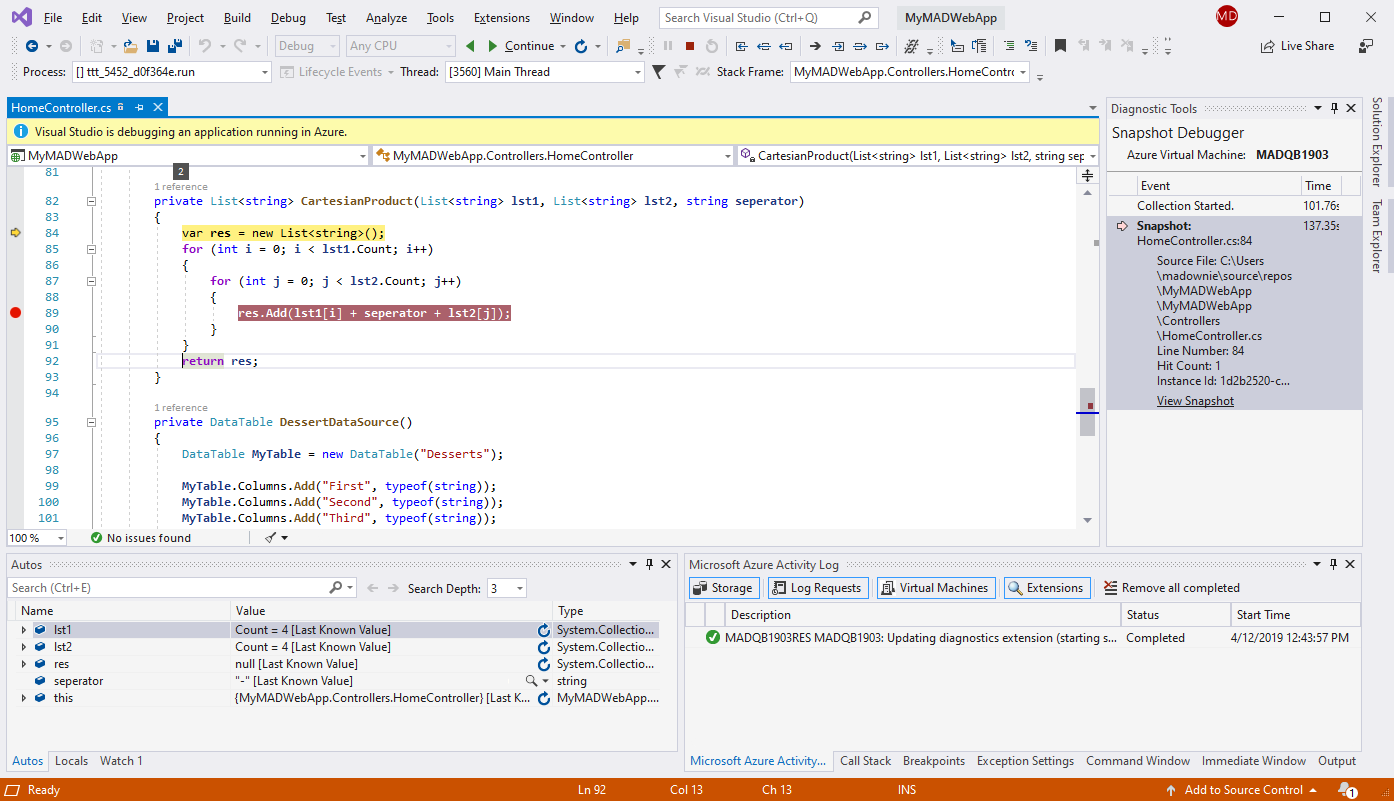 File Edit View Project Build Debug Test Analyze Tools Extensions Window Help Search Visual Studio (Ctrl+Q) MyMADWebApp MD
Debug Any CPU Continue Live Share
Process: [] ttt_5452_d0f364e.run Lifecycle Events Thread: [3560] Main Thread Stack Frame: MyMADWebApp.Controllers.HomeContro
HomeController.cs
Visual Studio is debugging an application running in Azure.
MyMADWebApp MyMADWebApp.Controllers.HomeController CartesianProduct(List<string> lst1, List<string> lst2, string sep
2
81
1 reference
82 private List<string> CartesianProduct(List<string> lst1, List<string> lst2, string seperator)
83 {
84 var res = new List<string>();
85 for (int i = 0; i < lst1.Count; i++)
86 {
87 for (int j = 0; j < lst2.Count; j++)
88 {
89 res.Add(lst1[i] + seperator + lst2[j]);
90 }
91 }
92 return res;
93 }
94
1 reference
95 private DataTable DessertDataSource()
96 {
97 DataTable MyTable = new DataTable("Desserts");
98
99 MyTable.Columns.Add("First", typeof(string));
100 MyTable.Columns.Add("Second", typeof(string));
101 MyTable.Columns.Add("Third", typeof(string));
100 % No issues found
Diagnostic Tools
Snapshot Debugger
Azure Virtual Machine: MADQB1903
Event Time
Collection Started. 101.76s
Snapshot: 137.35s
HomeController.cs:84
Source File: C:\Users
\madownie\source\repos
\MyMADWebApp
\MyMADWebApp
\Controllers
\HomeController.cs
Line Number: 84
Hit Count: 1
Instance Id: 1d2b2520-c...
View Snapshot
Solution Explorer
Team Explorer
Autos
Search (Ctrl+E) Search Depth: 3
Name Value Type
lst1 Count = 4 [Last Known Value] System.Collectio...
lst2 Count = 4 [Last Known Value] System.Collectio...
res null [Last Known Value] System.Collectio...
seperator "-" [Last Known Value] string
this {MyMADWebApp.Controllers.HomeController} [Last K... MyMADWebApp....
Autos Locals Watch 1
Microsoft Azure Activity Log
Storage Log Requests Virtual Machines Extensions Remove all completed
Description Status Start Time
MADQB1903RES MADQB1903: Updating diagnostics extension (starting s... Completed 4/12/2019 12:43:57 PM
Microsoft Azure Activity... Call Stack Breakpoints Exception Settings Command Window Immediate Window Output
Ready Ln 92 Col 13 Ch 13 INS Add to Source Control 1